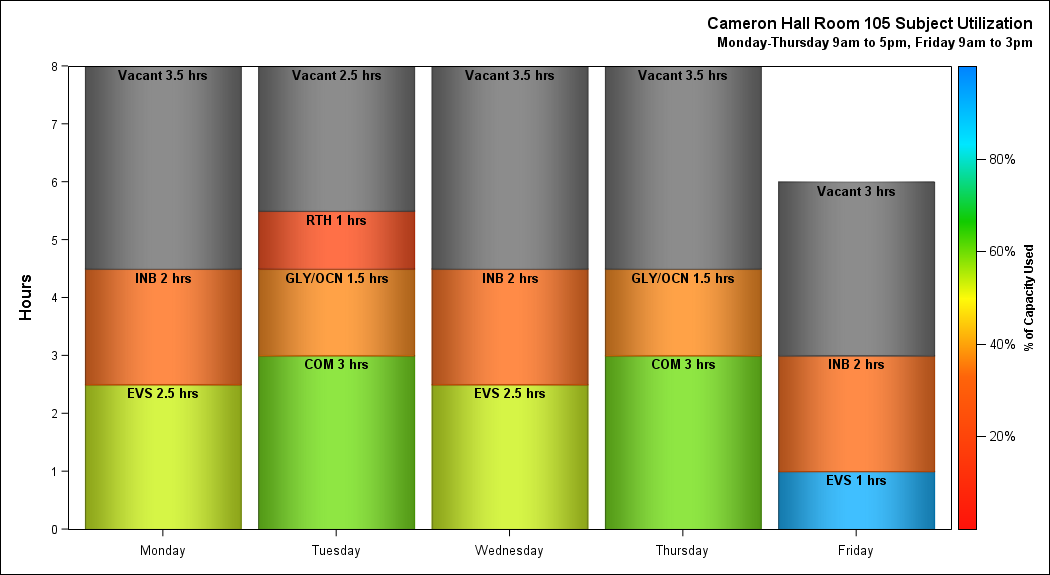 Cameron Hall Room 105 Subject Utilization
Monday-Thursday 9am to 5pm, Friday 9am to 3pm
Hours
8
7
6
5
4
3
2
1
0
Vacant 3.5 hrs
INB 2 hrs
EVS 2.5 hrs
Monday
Vacant 2.5 hrs
RTH 1 hrs
GLY/OCN 1.5 hrs
COM 3 hrs
Tuesday
Vacant 3.5 hrs
INB 2 hrs
EVS 2.5 hrs
Wednesday
Vacant 3.5 hrs
GLY/OCN 1.5 hrs
COM 3 hrs
Thursday
Vacant 3 hrs
INB 2 hrs
EVS 1 hrs
Friday
80%
60%
40%
20%
% of Capacity Used